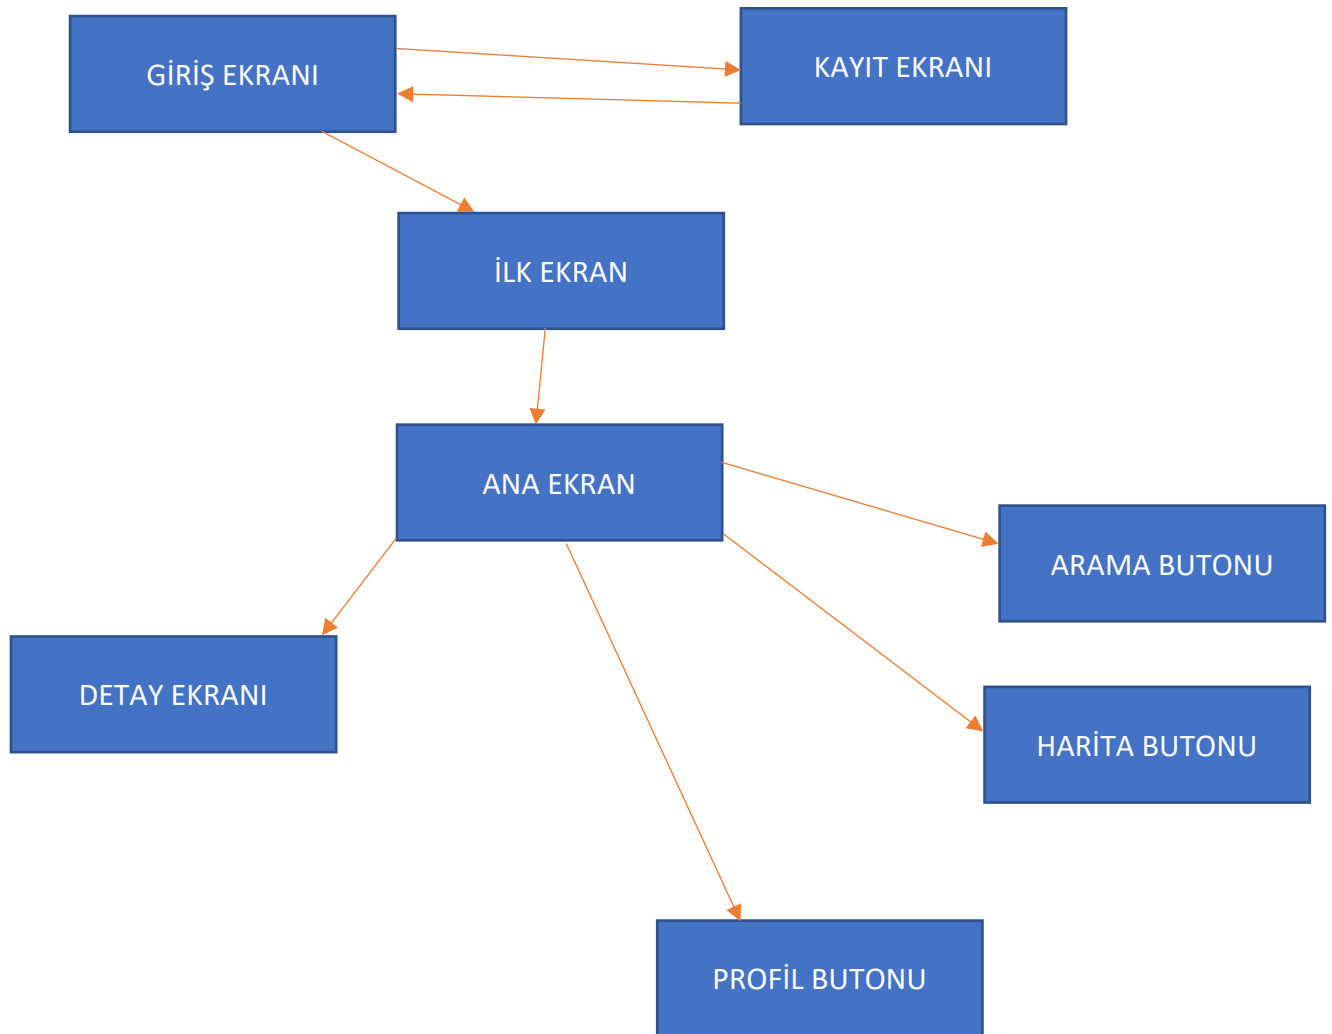 GİRİŞ EKRANI
KAYIT EKRANI
İLK EKRAN
ANA EKRAN
ARAMA BUTONU
DETAY EKRANI
HARİTA BUTONU
PROFİL BUTONU